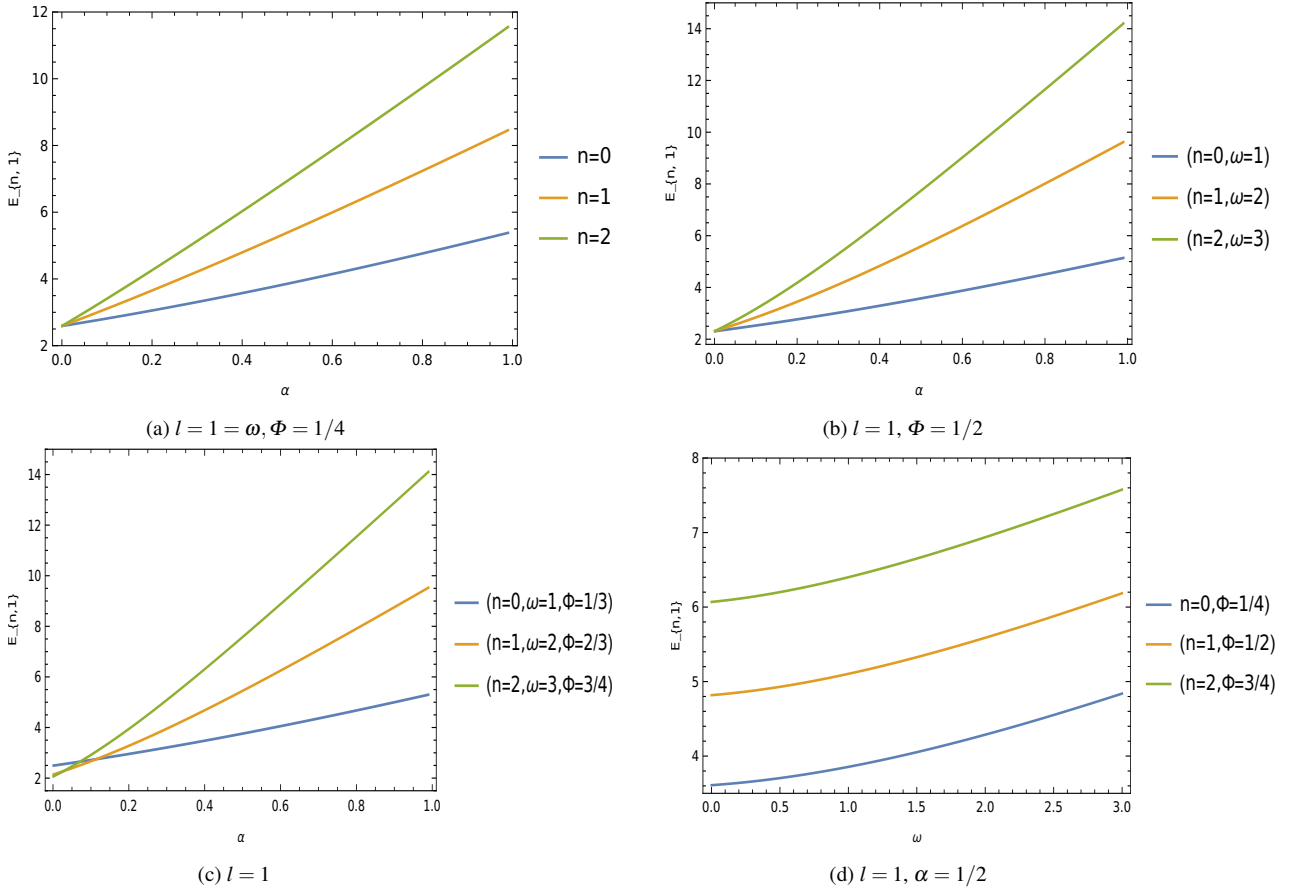 12
10
8
6
4
2
E_{n, 1}
0.0 0.2 0.4 0.6 0.8 1.0
α
n=0
n=1
n=2
(a) l = 1 = ω, Φ = 1/4
14
12
10
8
6
4
2
E_{n, 1}
0.0 0.2 0.4 0.6 0.8 1.0
α
(n=0,ω=1)
(n=1,ω=2)
(n=2,ω=3)
(b) l = 1, Φ = 1/2
14
12
10
8
6
4
2
E_{n,1}
0.0 0.2 0.4 0.6 0.8 1.0
α
(n=0,ω=1,Φ=1/3)
(n=1,ω=2,Φ=2/3)
(n=2,ω=3,Φ=3/4)
(c) l = 1
8
7
6
5
4
E_{n,1}
0.0 0.5 1.0 1.5 2.0 2.5 3.0
ω
n=0,Φ=1/4)
(n=1,Φ=1/2)
(n=2,Φ=3/4)
(d) l = 1, α = 1/2